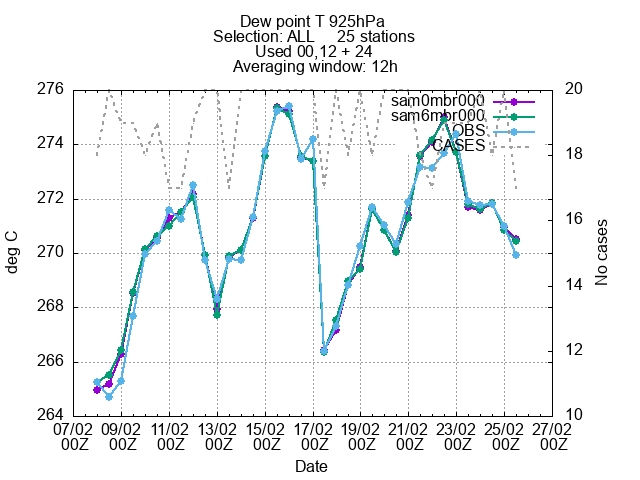 Dew point T 925hPa
Selection: ALL 25 stations
Used 00,12 + 24
Averaging window: 12h
276
274
272
270
268
266
264
deg C
20
18
16
14
12
10
No cases
sam0mbr000
sam6mbr000
OBS
CASES
07/02 09/02 11/02 13/02 15/02 17/02 19/02 21/02 23/02 25/02 27/02
00Z 00Z 00Z 00Z 00Z 00Z 00Z 00Z 00Z 00Z 00Z
Date